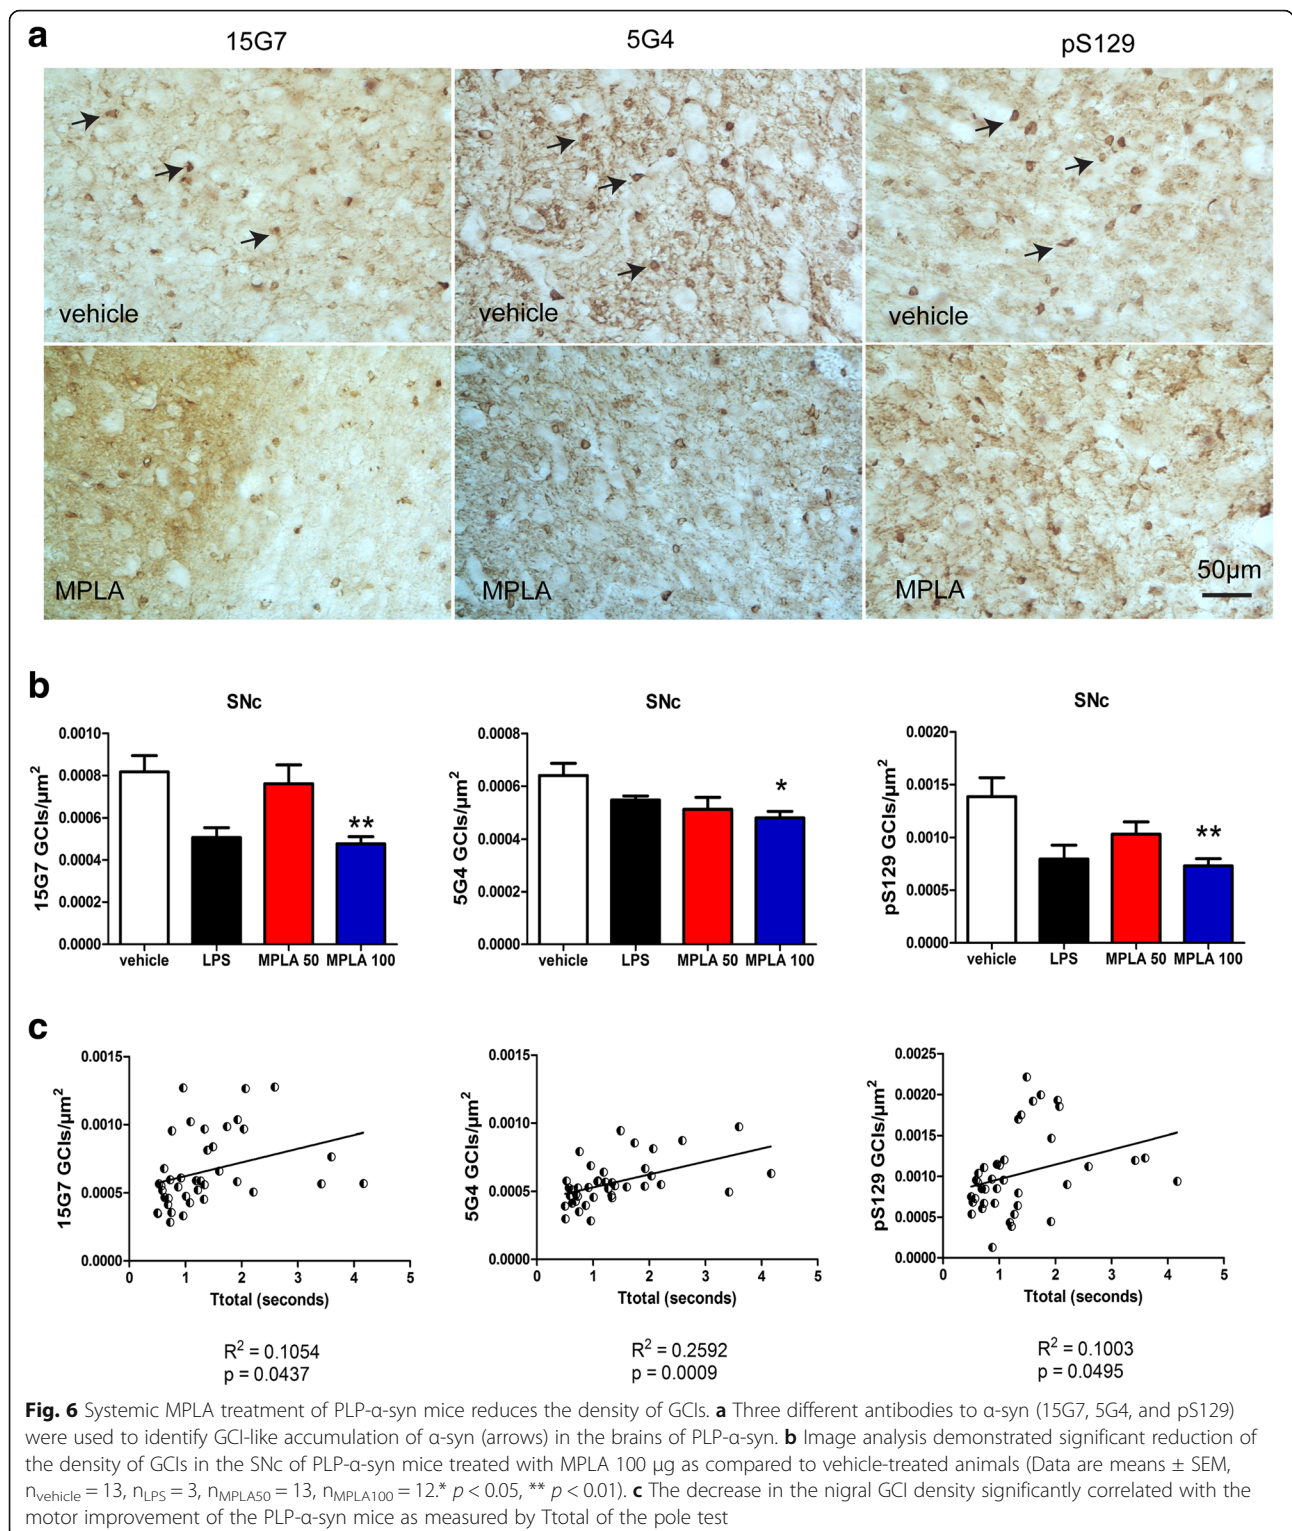 a
15G7 5G4 pS129
vehicle vehicle vehicle
MPLA MPLA MPLA
50µm
b
SNc SNc SNc
15G7 GCIs/µm²
0.0010
0.0008
0.0006
0.0004
0.0002
0.0000
**
vehicle LPS MPLA 50 MPLA 100
5G4 GCIs/µm²
0.0008
0.0006
0.0004
0.0002
0.0000
*
vehicle LPS MPLA 50 MPLA 100
pS129 GCIs/µm²
0.0020
0.0015
0.0010
0.0005
0.0000
**
vehicle LPS MPLA 50 MPLA 100
c
15G7 GCIs/µm²
0.0015
0.0010
0.0005
0.0000
0 1 2 3 4 5
Ttotal (seconds)
R² = 0.1054
p = 0.0437
5G4 GCIs/µm²
0.0015
0.0010
0.0005
0.0000
0 1 2 3 4 5
Ttotal (seconds)
R² = 0.2592
p = 0.0009
pS129 GCIs/µm²
0.0025
0.0020
0.0015
0.0010
0.0005
0.0000
0 1 2 3 4 5
Ttotal (seconds)
R² = 0.1003
p = 0.0495
Fig. 6 Systemic MPLA treatment of PLP-α-syn mice reduces the density of GCIs. a Three different antibodies to α-syn (15G7, 5G4, and pS129)
were used to identify GCI-like accumulation of α-syn (arrows) in the brains of PLP-α-syn. b Image analysis demonstrated significant reduction of
the density of GCIs in the SNc of PLP-α-syn mice treated with MPLA 100 µg as compared to vehicle-treated animals (Data are means ± SEM,
nvehicle = 13, nLPS = 3, nMPLA50 = 13, nMPLA100 = 12.* p < 0.05, ** p < 0.01). c The decrease in the nigral GCI density significantly correlated with the
motor improvement of the PLP-α-syn mice as measured by Ttotal of the pole test